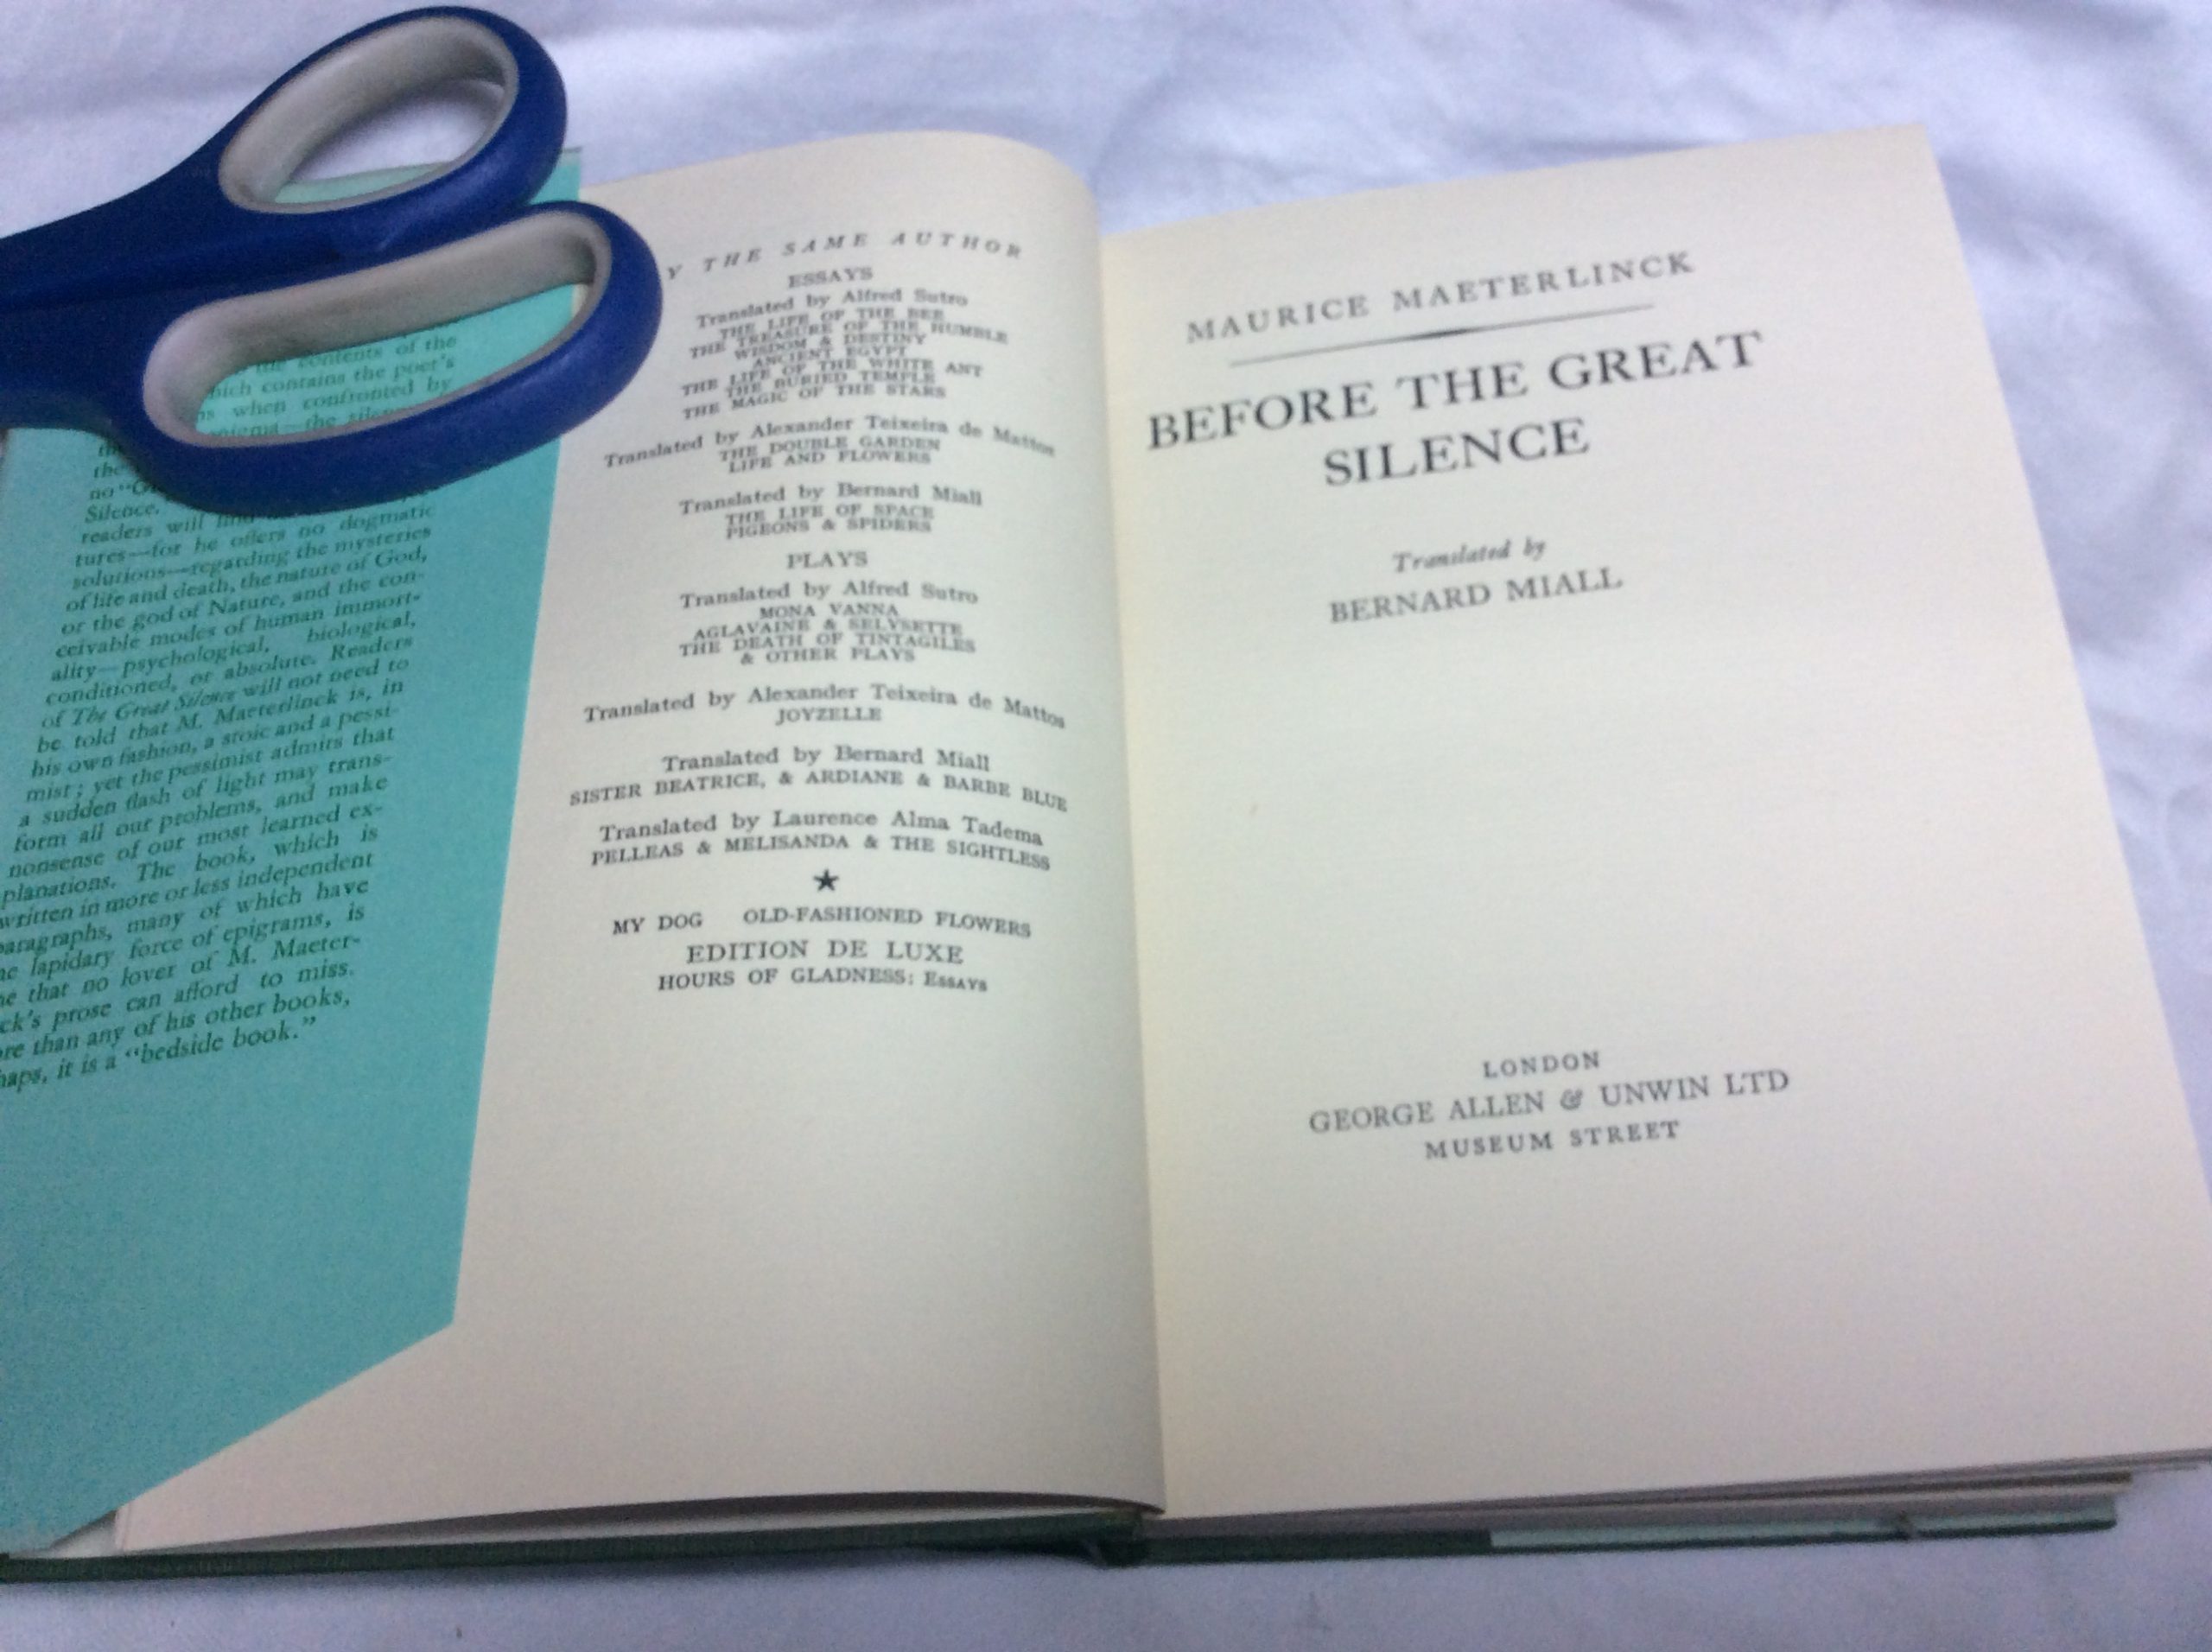 the contents of the
contains the poet's
when confronted by
the
no
Silence.
readers will
no dogmatic
tures—for he offers
solutions—regarding the mysteries
of life and death, the nature of God,
or the god of Nature, and the con-
ceivable modes of human immort-
ality—psychological, biological,
conditioned, or absolute. Readers
of The Great Silence will not need to
be told that M. Maeterlinck is, in
his own fashion, a stoic and a pessi-
mist; yet the pessimist admits that
a sudden flash of light may trans-
form all our problems, and make
nonsense of our most learned ex-
planations. The book, which is
written in more or less independent
paragraphs, many of which have
lapidary force of epigrams, is
that no lover of M. Maeter-
ck's prose can afford to miss.
than any of his other books,
it is a "bedside book."
Y THE SAME AUTHOR
ESSAYS
Translated by Alfred Sutro
THE LIFE OF THE BEE
THE TREASURE OF THE HUMBLE
WISDOM & DESTINY
ANCIENT EGYPT
THE LIFE OF THE WHITE ANT
THE BURIED TEMPLE
THE MAGIC OF THE STARS
Translated by Alexander Teixeira de Mattos
THE DOUBLE GARDEN
LIFE AND FLOWERS
Translated by Bernard Miall
THE LIFE OF SPACE
PIGEONS & SPIDERS
PLAYS
Translated by Alfred Sutro
MONA VANNA
AGLAVAINE & SELYSETTE
THE DEATH OF TINTAGILES
& OTHER PLAYS
Translated by Alexander Teixeira de Mattos
JOYZELLE
Translated by Bernard Miall
SISTER BEATRICE, & ARDIANE & BARBE BLUE
Translated by Laurence Alma Tadema
PELLEAS & MELISANDA & THE SIGHTLESS
★
MY DOG OLD-FASHIONED FLOWERS
EDITION DE LUXE
HOURS OF GLADNESS: ESSAYS
MAURICE MAETERLINCK
BEFORE THE GREAT
SILENCE
Translated by
BERNARD MIALL
LONDON
GEORGE ALLEN & UNWIN LTD
MUSEUM STREET